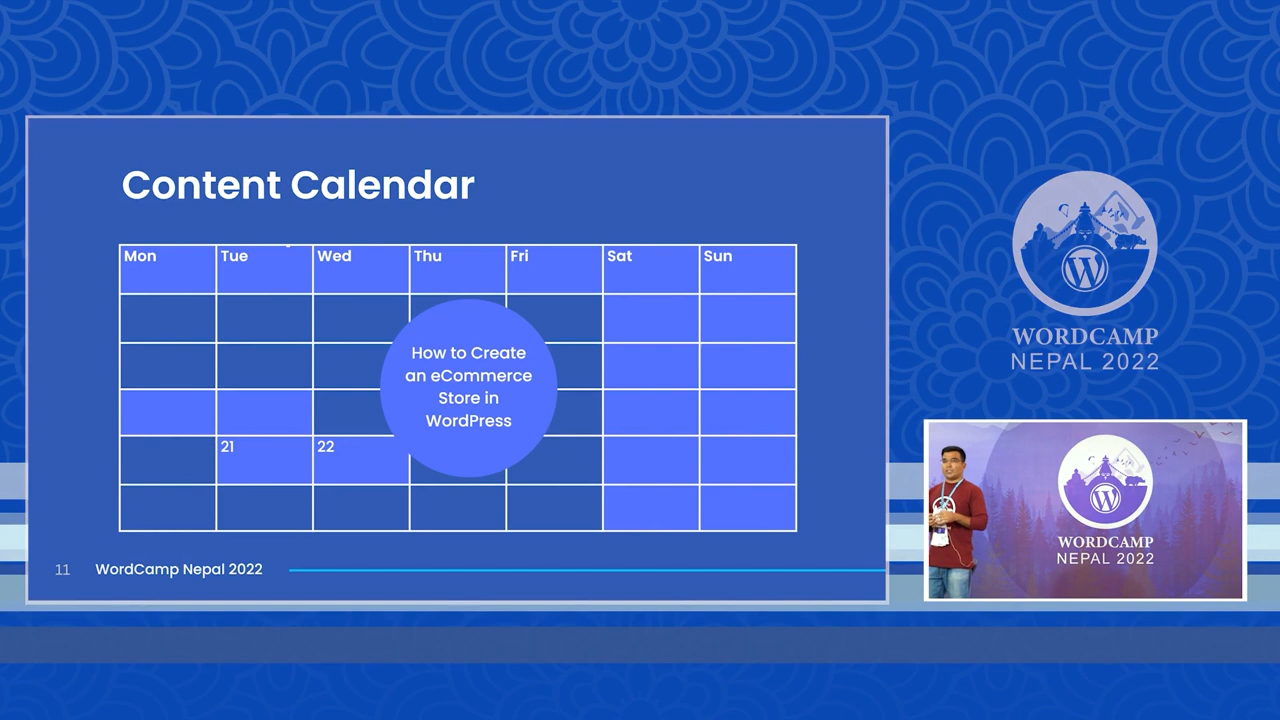 Content Calendar
Mon Tue Wed Thu Fri Sat Sun
How to Create
an eCommerce
Store in
WordPress
21 22
11 WordCamp Nepal 2022
WORDCAMP
NEPAL 2022
WORDCAMP
NEPAL 2022